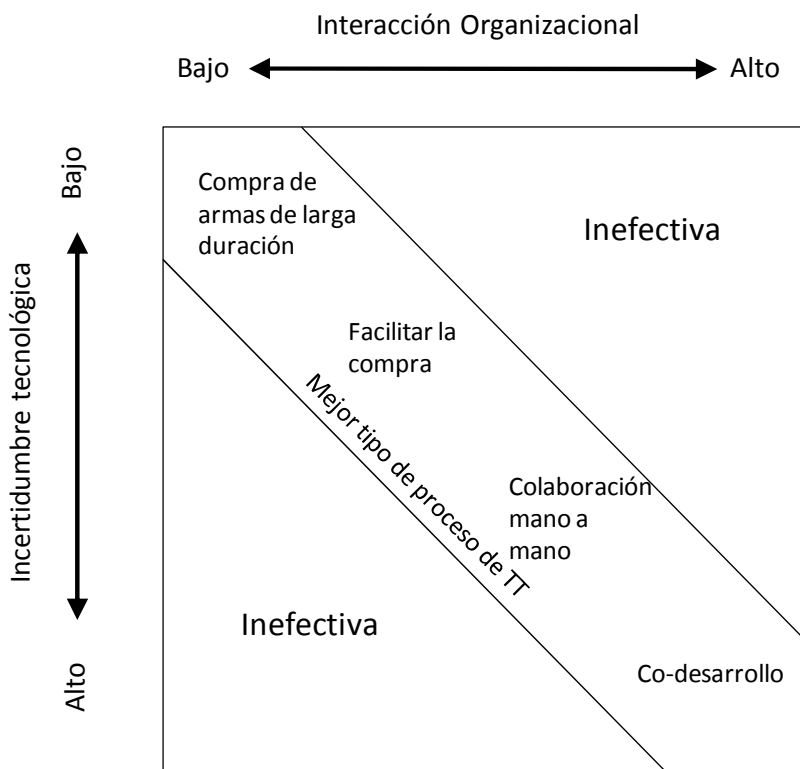 Interacción Organizacional
Bajo
Alto
Bajo
Incertidumbre tecnológica
Alto
Compra de
armas de larga
duración
Inefectiva
Facilitar la
compra
Mejor tipo de proceso de TT
Colaboración
mano a
mano
Inefectiva
Co-desarrollo